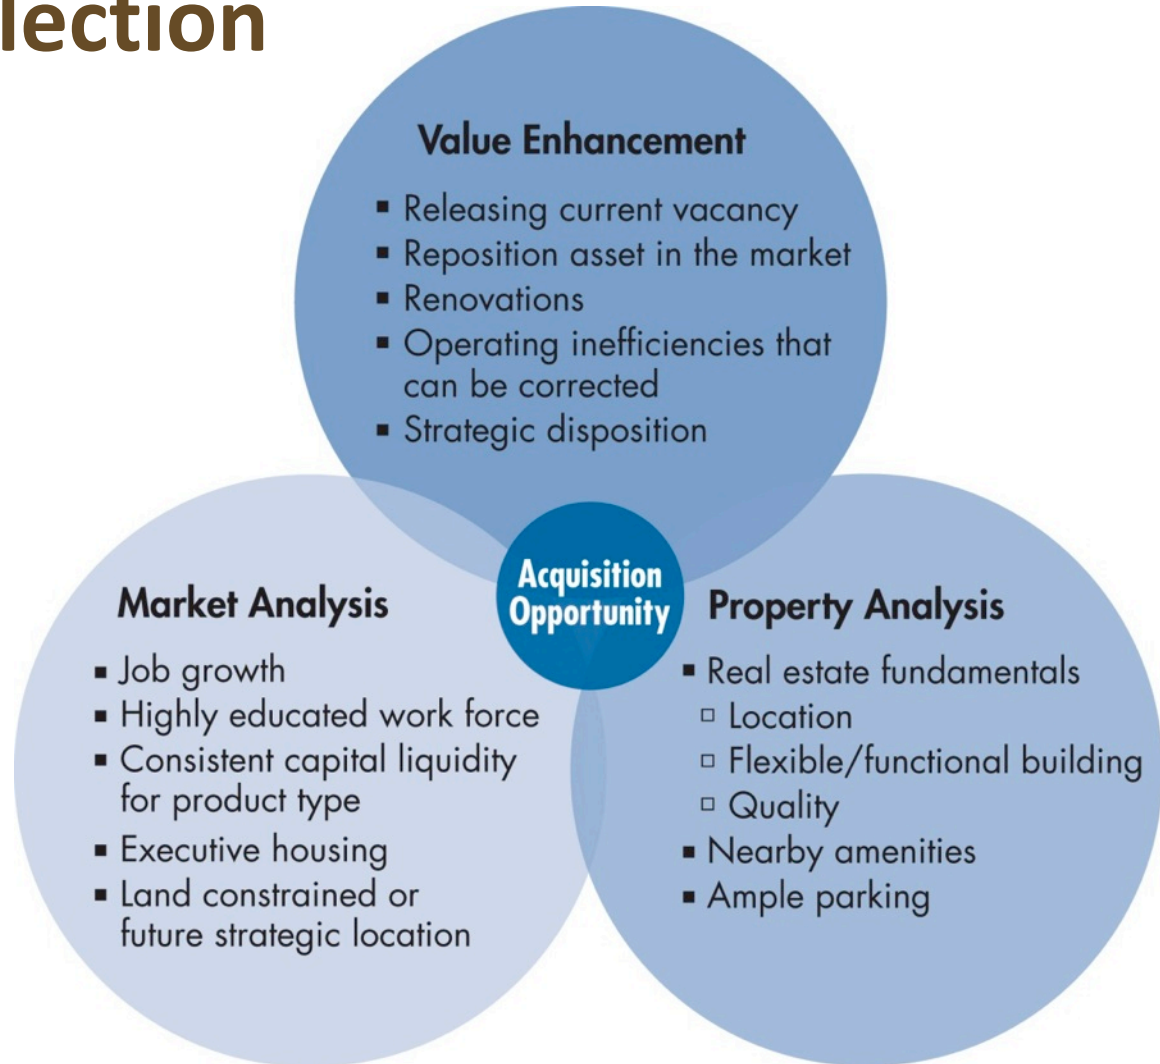 lection
Value Enhancement
▪ Releasing current vacancy
▪ Reposition asset in the market
▪ Renovations
▪ Operating inefficiencies that
can be corrected
▪ Strategic disposition
Acquisition
Opportunity
Market Analysis
▪ Job growth
▪ Highly educated work force
▪ Consistent capital liquidity
for product type
▪ Executive housing
▪ Land constrained or
future strategic location
Property Analysis
▪ Real estate fundamentals
▫ Location
▫ Flexible/functional building
▫ Quality
▪ Nearby amenities
▪ Ample parking